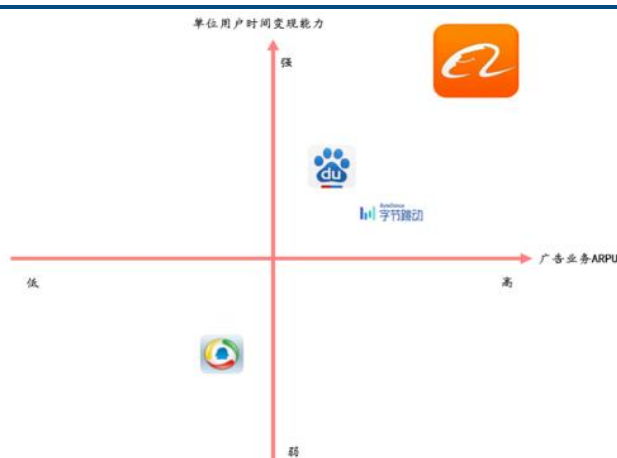 单位用户时间变现能力
强
du
ByteDance
字节跳动
广告业务ARPU
低
高
弱